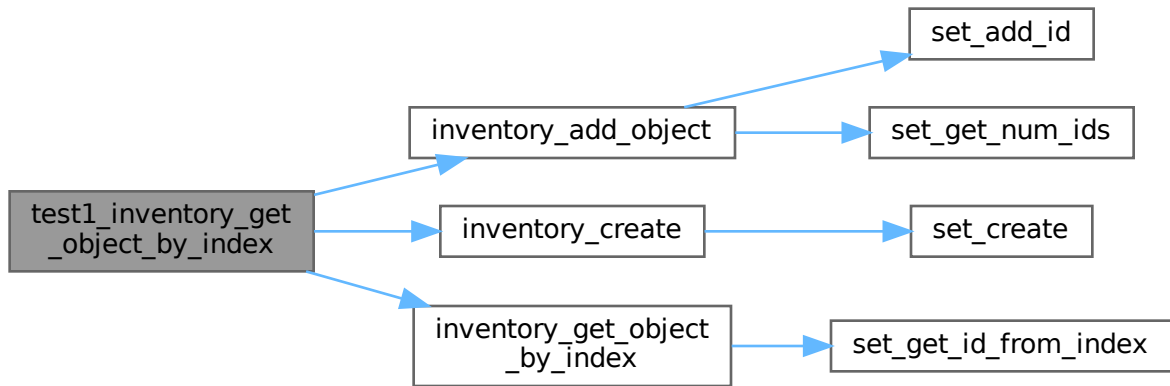 set_add_id
inventory_add_object
set_get_num_ids
test1_inventory_get
_object_by_index
inventory_create
set_create
inventory_get_object
_by_index
set_get_id_from_index